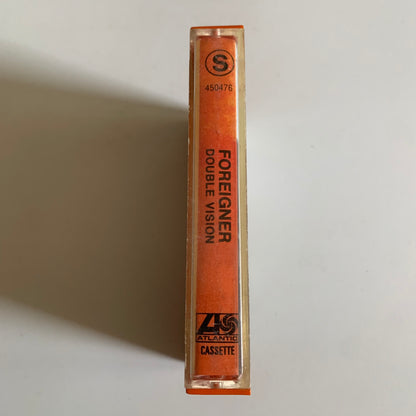 S
450476
FOREIGNER
DOUBLE VISION
ATLANTIC
CASSETTE